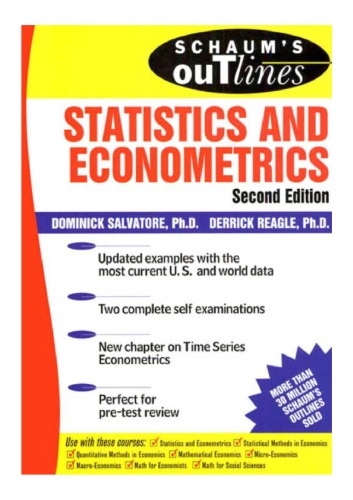 SCHAUM'S
ouTlines
STATISTICS AND
ECONOMETRICS
Second Edition
DOMINICK SALVATORE, Ph.D. DERRICK REAGLE, Ph.D.
Updated examples with the
most current U.S. and world data
Two complete self examinations
New chapter on Time Series
Econometrics
Perfect for
pre-test review
MORE THAN
30 MILLION
SCHAUM'S
OUTLINES
SOLD
Use with these courses: Statistics and Econometrics Statistical Methods in Economics
Quantitative Methods in Economics Mathematical Economics Micro-Economics
Macro-Economics Math for Economists Math for Social Sciences